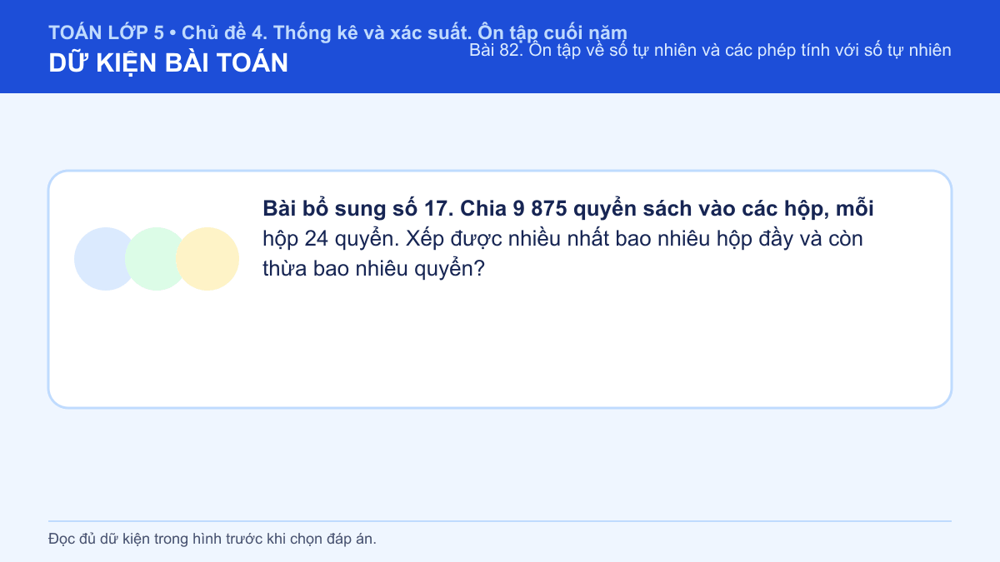 TOÁN LỚP 5 • Chủ đề 4. Thống kê và xác suất. Ôn tập cuối năm
Bài 82. Ôn tập về số tự nhiên và các phép tính với số tự nhiên
DỮ KIỆN BÀI TOÁN
Bài bổ sung số 17. Chia 9 875 quyển sách vào các hộp, mỗi
hộp 24 quyển. Xếp được nhiều nhất bao nhiêu hộp đầy và còn
thừa bao nhiêu quyển?
Đọc đủ dữ kiện trong hình trước khi chọn đáp án.